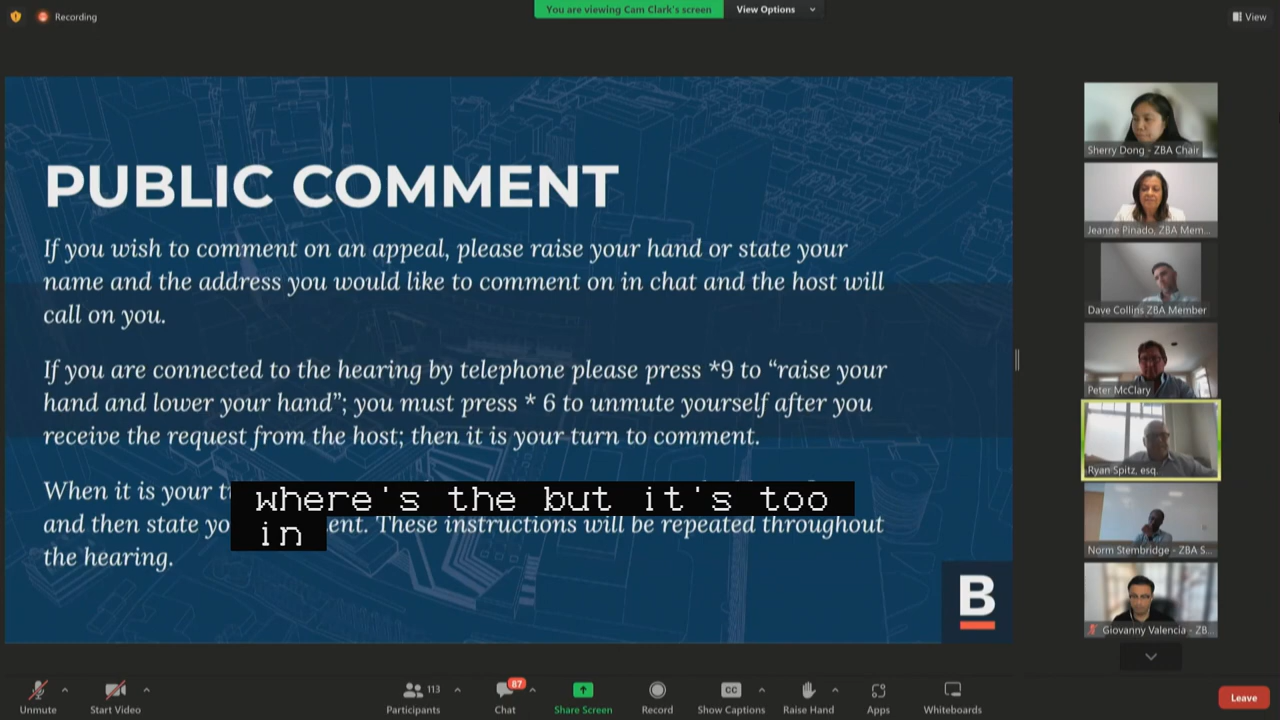 Recording
You are viewing Cam Clark's screen
View Options
View
PUBLIC COMMENT
If you wish to comment on an appeal, please raise your hand or state your
name and the address you would like to comment on in chat and the host will
call on you.
If you are connected to the hearing by telephone please press *9 to “raise your
hand and lower your hand”; you must press * 6 to unmute yourself after you
receive the request from the host; then it is your turn to comment.
When it is your
and then state These instructions will be repeated throughout
the hearing.
where's the but it's too
in
B
Sherry Dong - ZBA Chair
Jeanne Pinado, ZBA Mem...
Dave Collins ZBA Member
Peter McClary
Ryan Spitz, esq.
Norm Stembridge - ZBA S...
Giovanny Valencia - ZB...
Unmute
Start Video
Participants
113
Chat
87
Share Screen
Record
CC
Show Captions
Raise Hand
Apps
Whiteboards
Leave